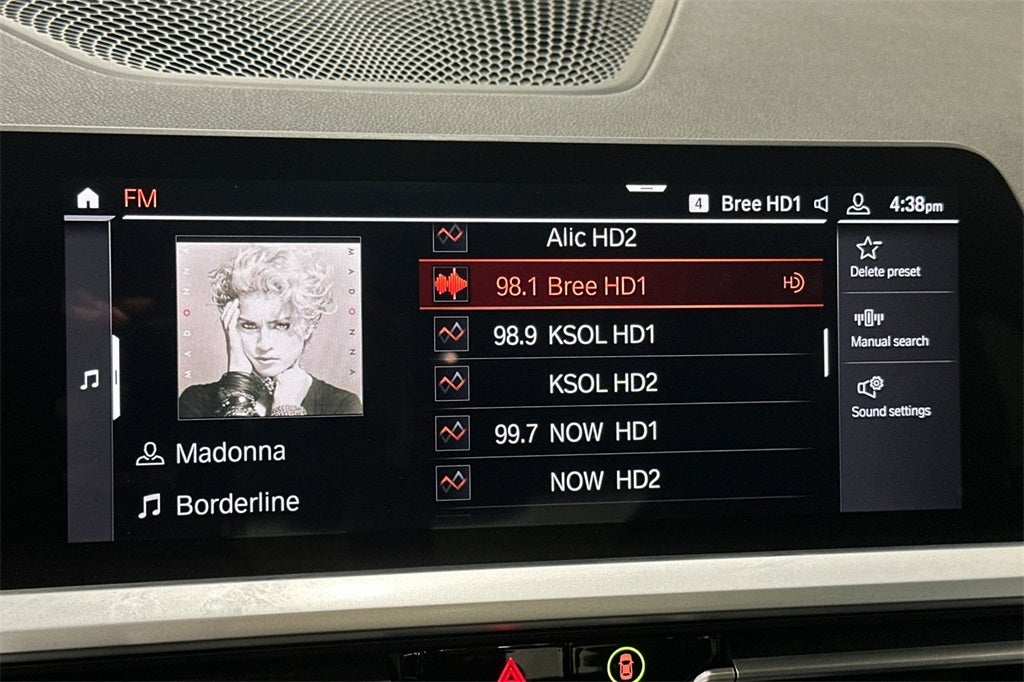 FM
4 Bree HD1 4:38pm
MADONNA
MADONNA
Madonna
Borderline
Alic HD2
98.1 Bree HD1 HD
98.9 KSOL HD1
KSOL HD2
99.7 NOW HD1
NOW HD2
Delete preset
Manual search
Sound settings